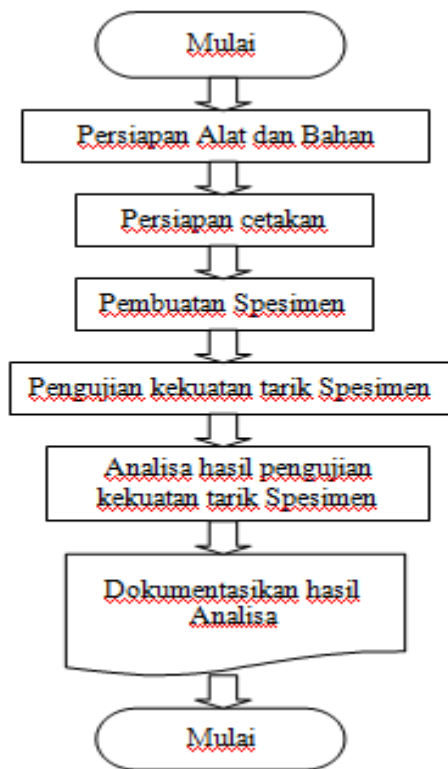 Mulai
Persiapan Alat dan Bahan
Persiapan cetakan
Pembuatan Spesimen
Pengujian kekuatan tarik Spesimen
Analisa hasil pengujian
kekuatan tarik Spesimen
Dokumentasikan hasil
Analisa
Mulai